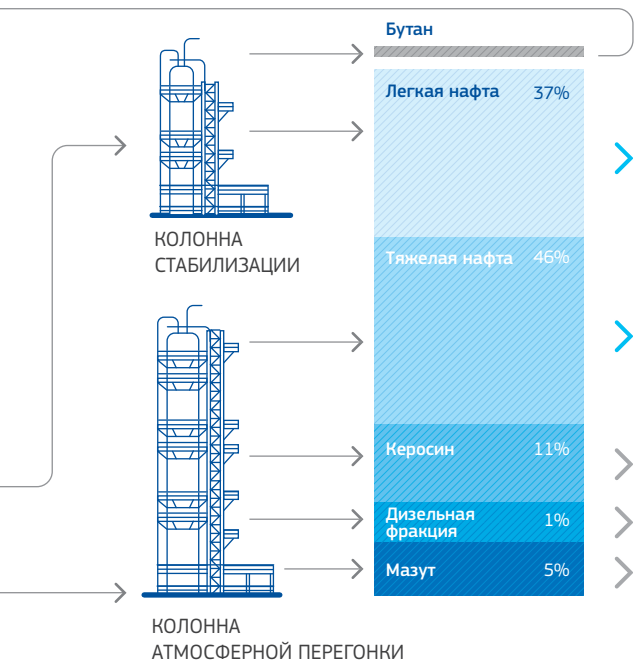 Бутан
Легкая нафта 37%
Тяжелая нафта 46%
КОЛОННА
СТАБИЛИЗАЦИИ
Керосин 11%
Дизельная
фракция 1%
Мазут 5%
КОЛОННА
АТМОСФЕРНОЙ ПЕРЕГОНКИ